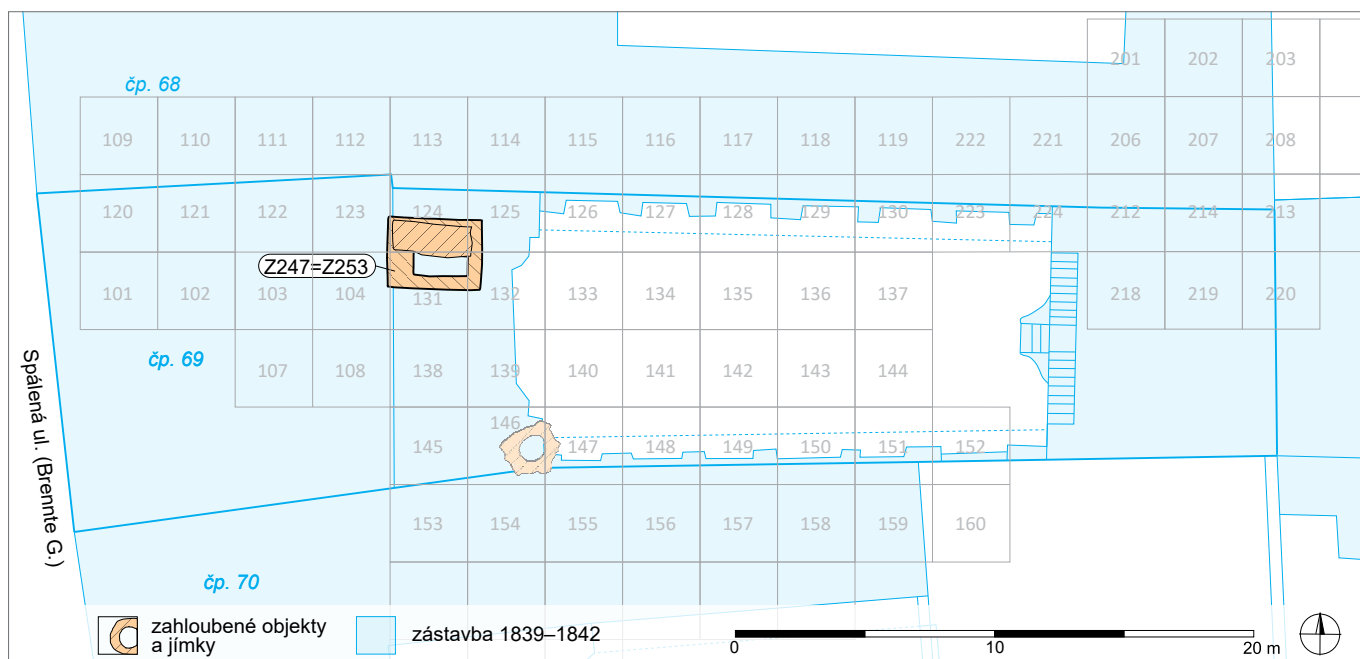 201 202 203
čp. 68
109 110 111 112 113 114 115 116 117 118 119 222 221 206 207 208
120 121 122 123 124 125 126 127 128 129 130 223 224 212 214 213
Z247=Z253
101 102 103 104 131 132 133 134 135 136 137 218 219 220
čp. 69
107 108 138 139 140 141 142 143 144
Spálená ul. (Brennte G.)
145 146 147 148 149 150 151 152
153 154 155 156 157 158 159 160
čp. 70
zahloubené objekty
a jímky
zástavba 1839–1842
0 10 20 m